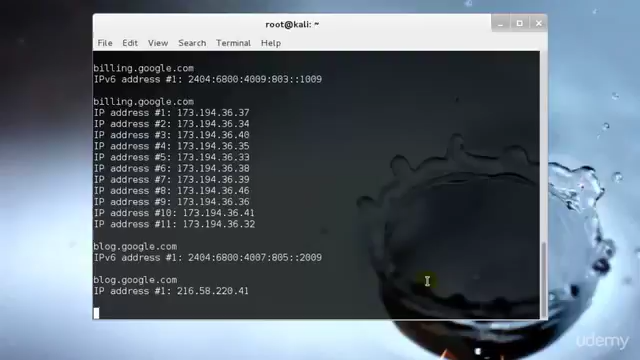 root@kali: ~
File Edit View Search Terminal Help
billing.google.com
IPv6 address #1: 2404:6800:4009:803::1009
billing.google.com
IP address #1: 173.194.36.37
IP address #2: 173.194.36.34
IP address #3: 173.194.36.40
IP address #4: 173.194.36.35
IP address #5: 173.194.36.33
IP address #6: 173.194.36.38
IP address #7: 173.194.36.39
IP address #8: 173.194.36.46
IP address #9: 173.194.36.36
IP address #10: 173.194.36.41
IP address #11: 173.194.36.32
blog.google.com
IPv6 address #1: 2404:6800:4007:805::2009
blog.google.com
IP address #1: 216.58.220.41
udemy